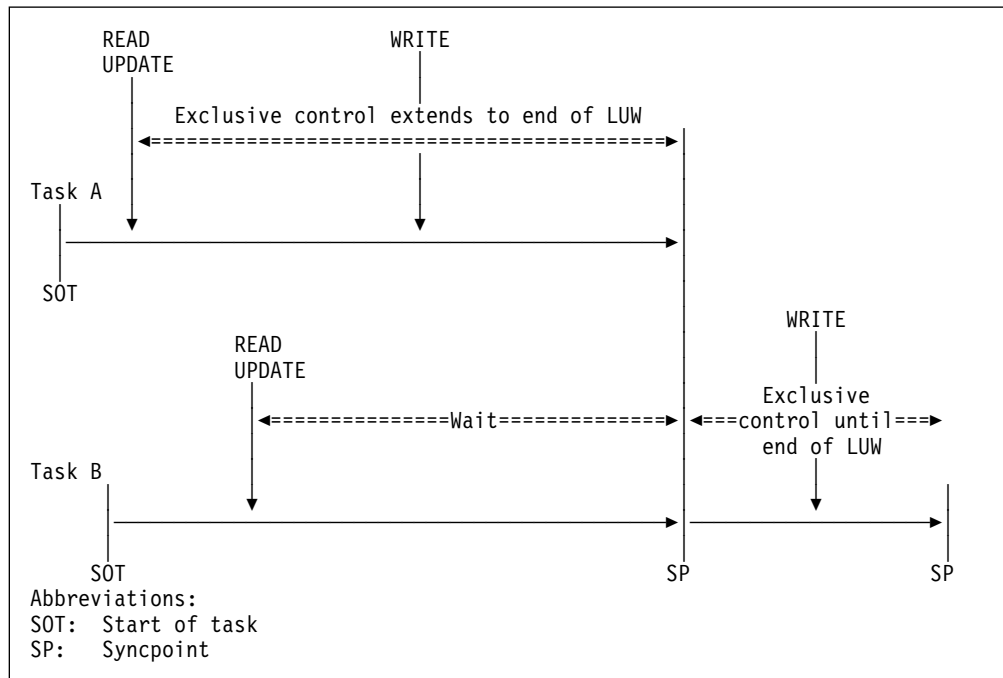 READ WRITE
UPDATE
Exclusive control extends to end of LUW
Task A
SOT
WRITE
READ
UPDATE
Exclusive
Wait control until
end of LUW
Task B
SOT SP SP
Abbreviations:
SOT: Start of task
SP: Syncpoint